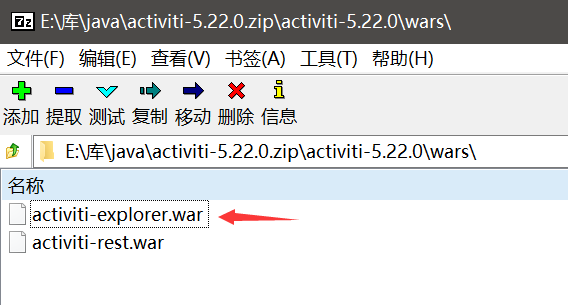 7z E:\库\java\activiti-5.22.0.zip\activiti-5.22.0\wars\
文件(F) 编辑(E) 查看(V) 书签(A) 工具(T) 帮助(H)
添加 提取 测试 复制 移动 删除 信息
E:\库\java\activiti-5.22.0.zip\activiti-5.22.0\wars\
名称
activiti-explorer.war
activiti-rest.war